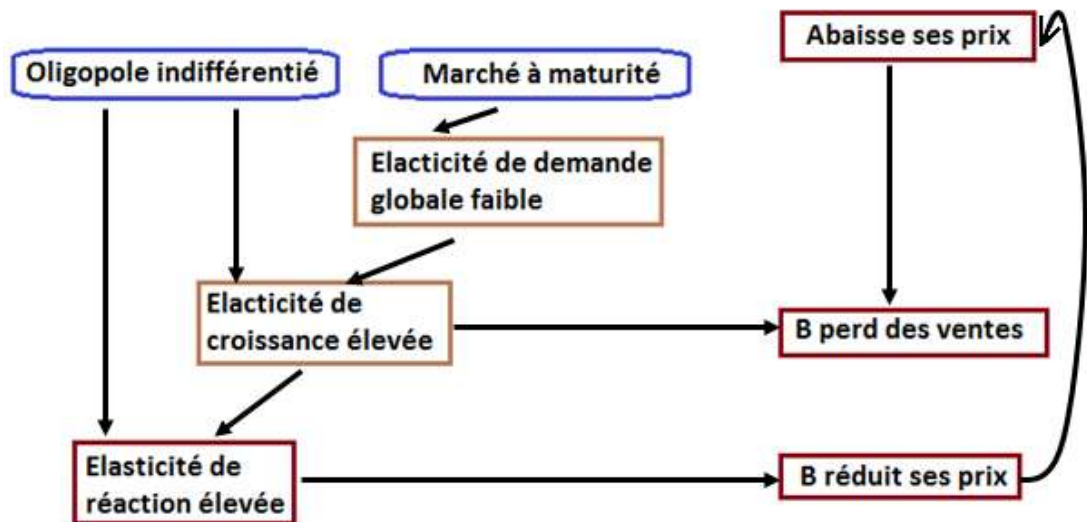 Abaisse ses prix
Oligopole indifférentié
Marché à maturité
Elacticité de demande
globale faible
Elacticité de
croissance élevée
B perd des ventes
Elasticité de
réaction élevée
B réduit ses prix